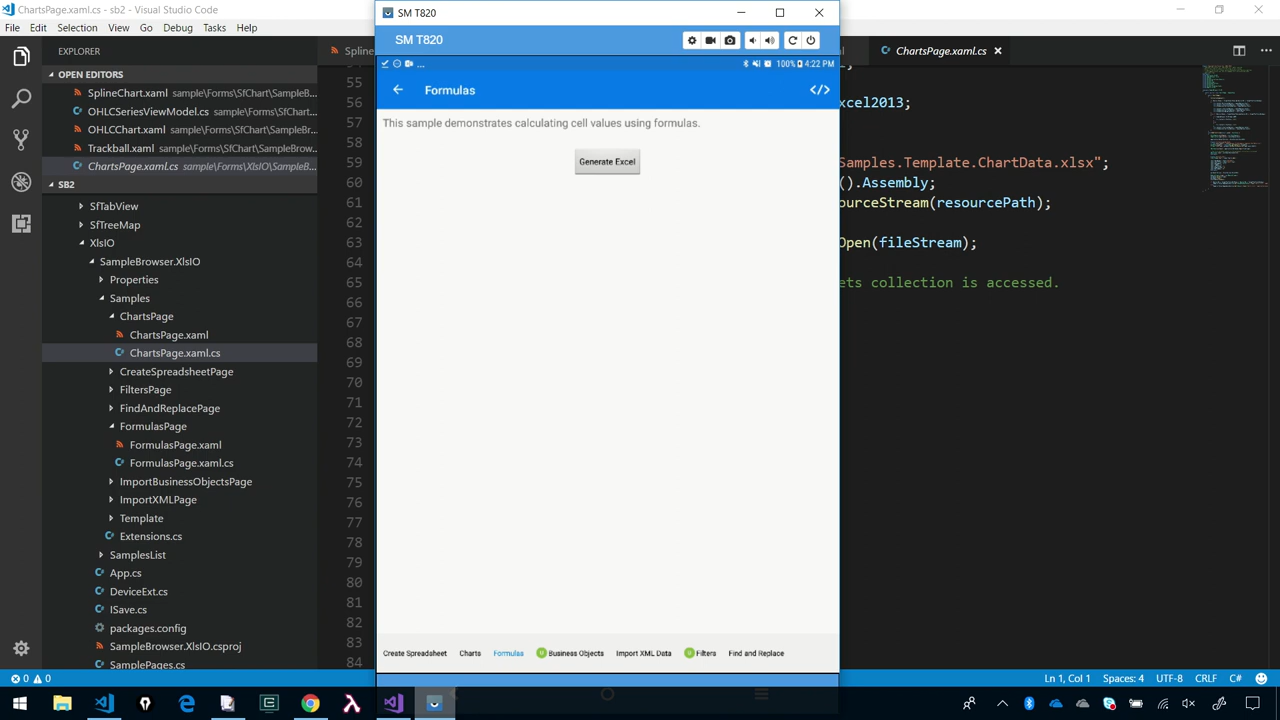 ChartsPage.xaml.cs - sb2 - Visual Studio Code
SM T820
File Edit Selection View Go Debug Tasks Help
SM T820
EXPLORER
Spline
ChartsPage.xaml.cs
... 100% 4:22 PM
OPEN EDITORS
SplineChart.xaml sample\Forms\SfChart\SampleB...
OHLCSeriesViewModel.cs sample\Forms\SfChart...
OHLCChart.xaml sample\Forms\SfChart\SampleB...
Trackball.xaml sample\Forms\SfChart\SampleBrow...
ChartsPage.xaml.cs sample\Forms\XlsIO\SampleB...
SB2
SfTabView
SfTreeMap
XlsIO
SampleBrowser.XlsIO
Properties
Samples
ChartsPage
ChartsPage.xaml
ChartsPage.xaml.cs
CreateSpreadsheetPage
FiltersPage
FindAndReplacePage
FormulasPage
FormulasPage.xaml
FormulasPage.xaml.cs
ImportBusinessObjectsPage
ImportXMLPage
Template
Extensions.cs
SamplesList
App.cs
DeviceExt.cs
ISave.cs
packages.config
SampleBrowser.XlsIO.csproj
SamplePages.cs
55
56
57
58
59
60
61
62
63
64
65
66
67
68
69
70
71
72
73
74
75
76
77
78
79
80
81
82
83
84
Formulas
</>
This sample demonstrates calculating cell values using formulas.
Generate Excel
Create Spreadsheet Charts Formulas Business Objects Import XML Data Filters Find and Replace
xcel2013;
Samples.Template.ChartData.xlsx";
().Assembly;
ourceStream(resourcePath);
Open(fileStream);
ets collection is accessed.
0 0
Ln 1, Col 1 Spaces: 4 UTF-8 CRLF C#